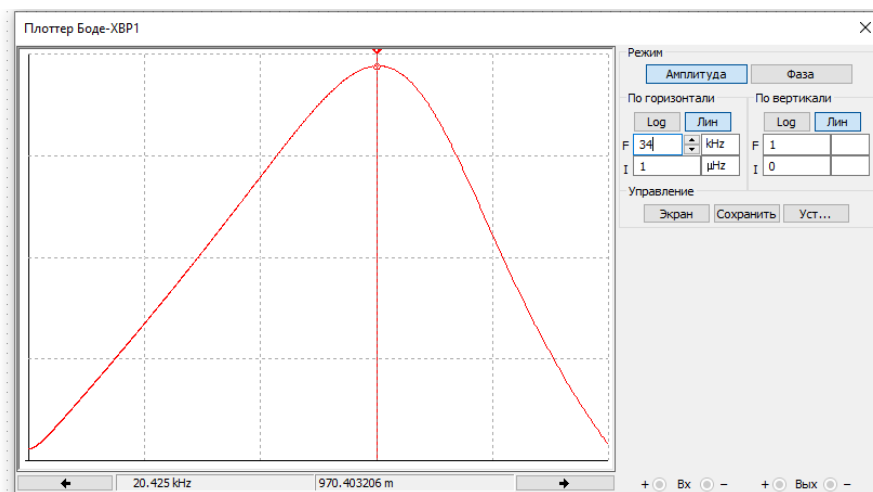 Плоттер Боде-XBP1
Режим
Амплитуда Фаза
По горизонтали По вертикали
Log Лин Log Лин
F 34 kHz F 1
I 1 µHz I 0
Управление
Экран Сохранить Уст...
20.425 kHz 970.403206 m
+ Вх − + Вых −